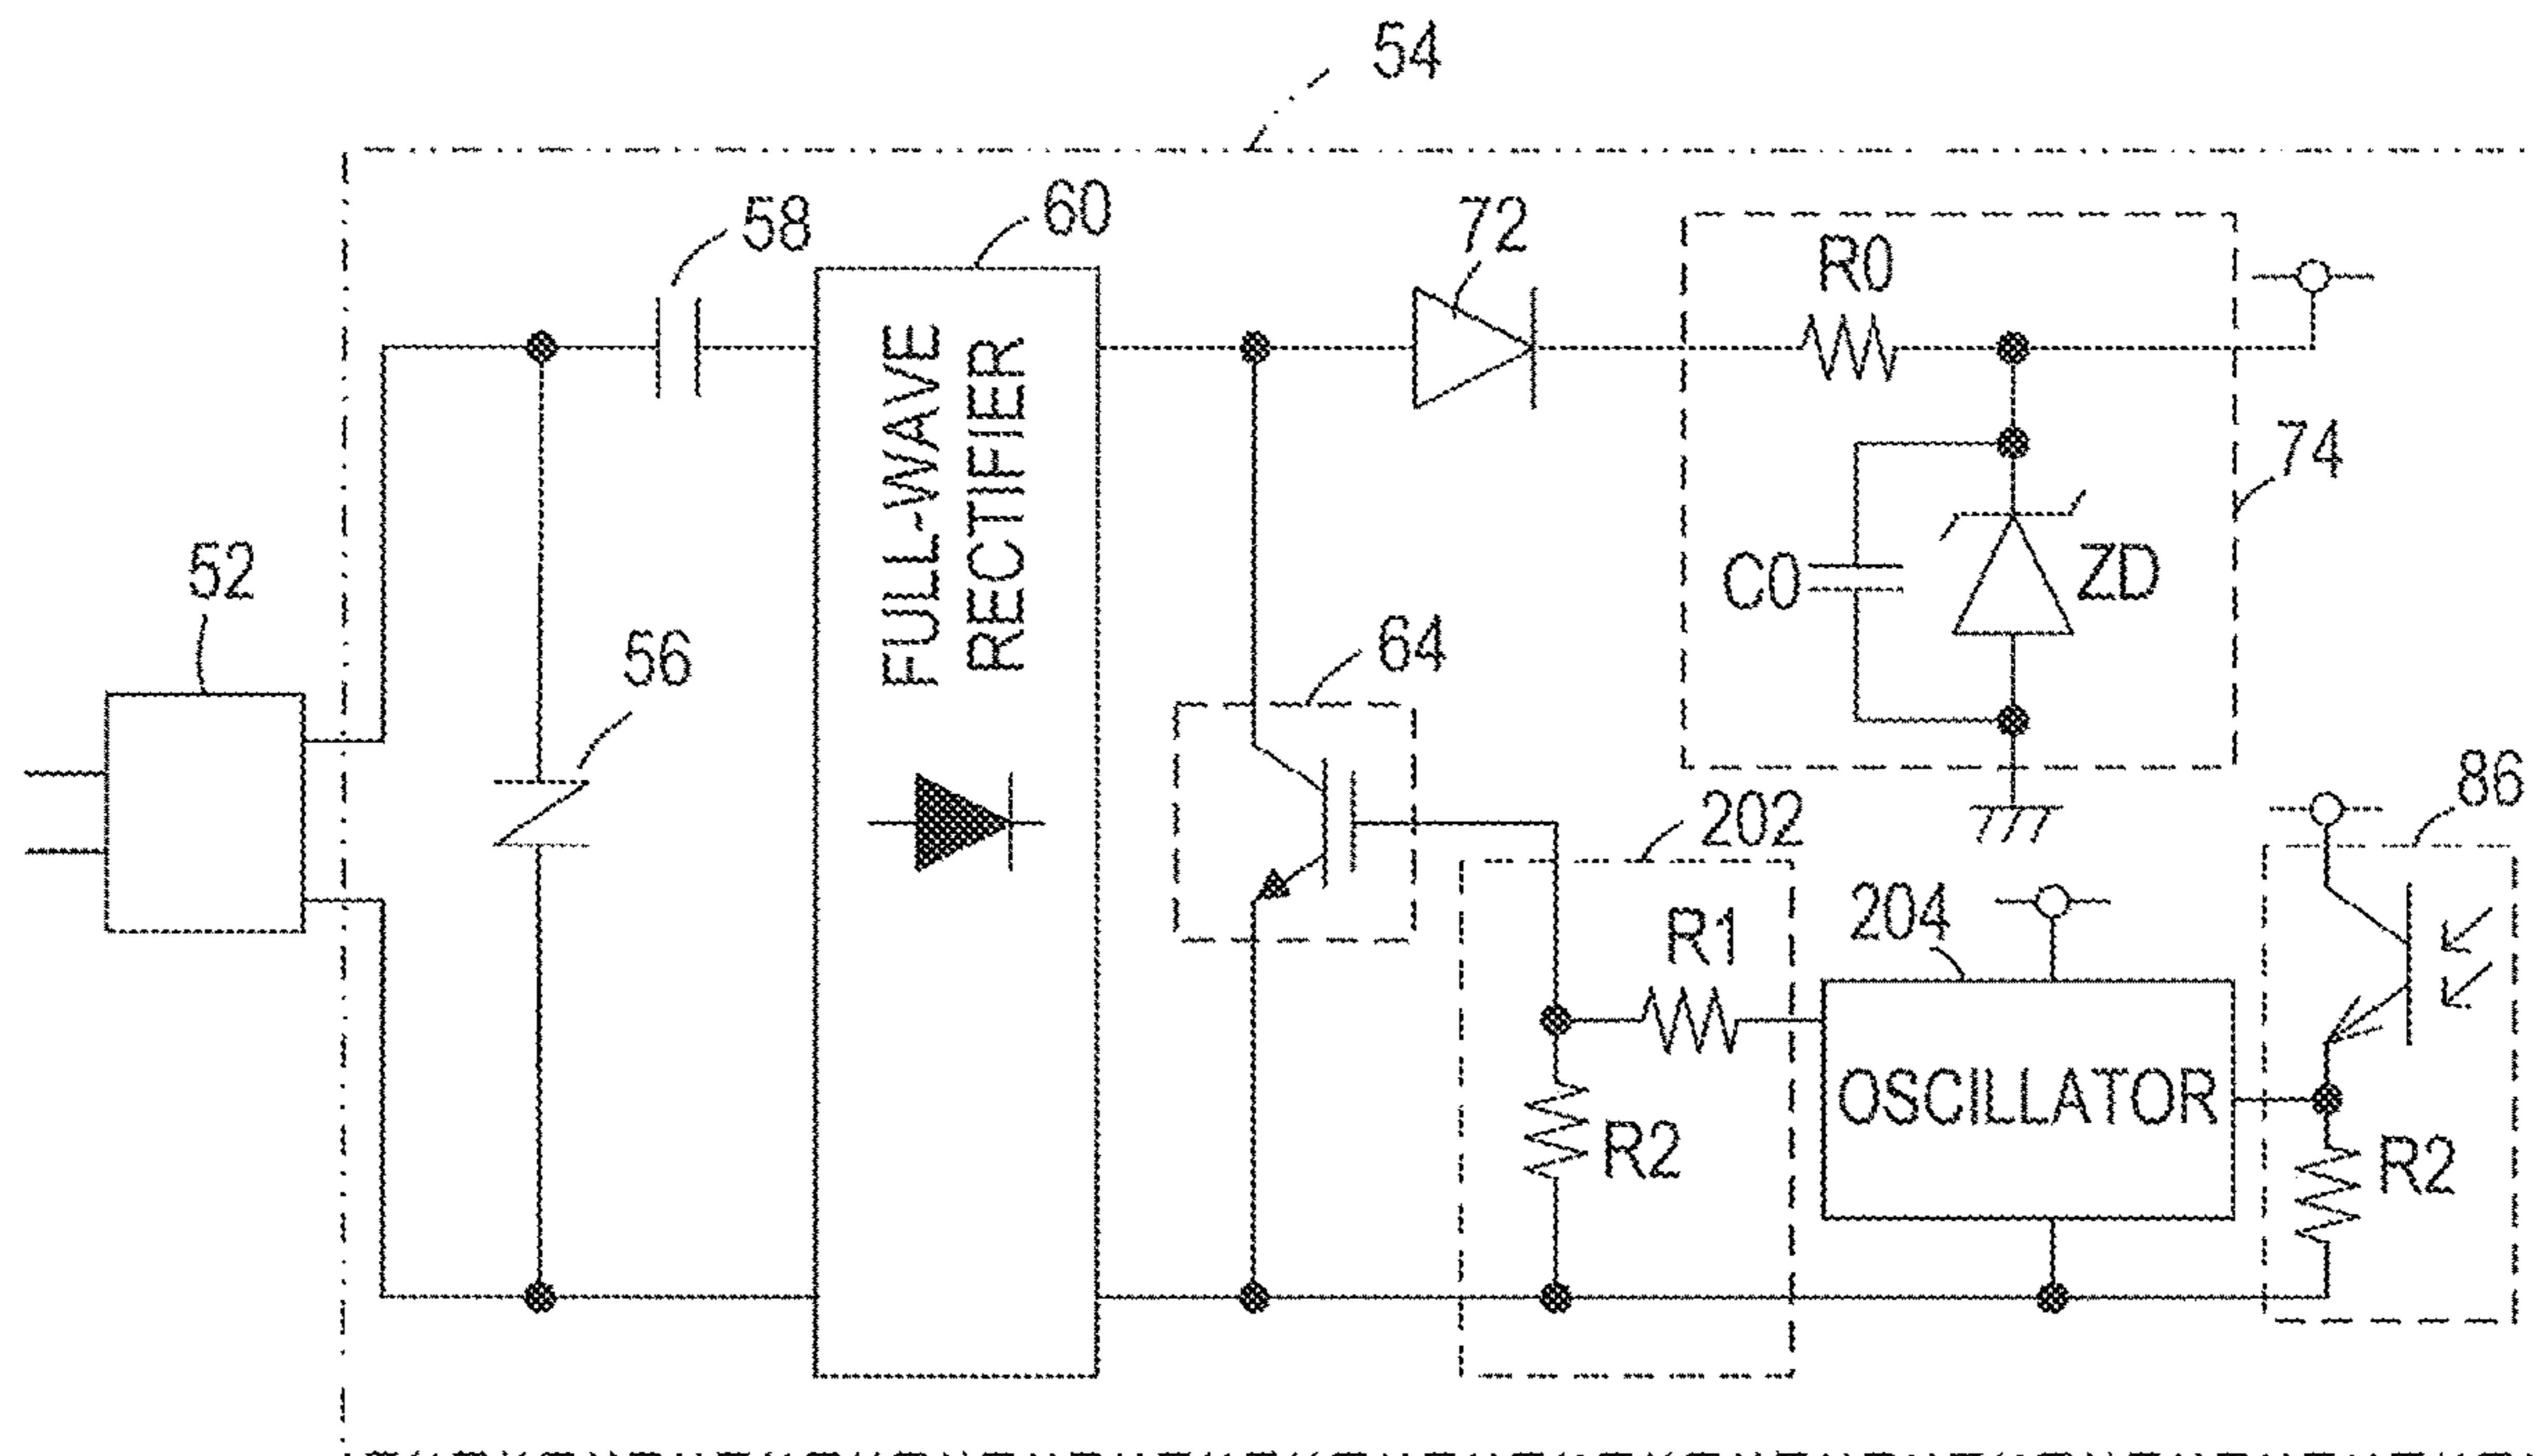 54
58
60
72
R0
74
52
56
FULL-WAVE
RECTIFIER
64
C0
ZD
202
86
204
R1
OSCILLATOR
R2
R2